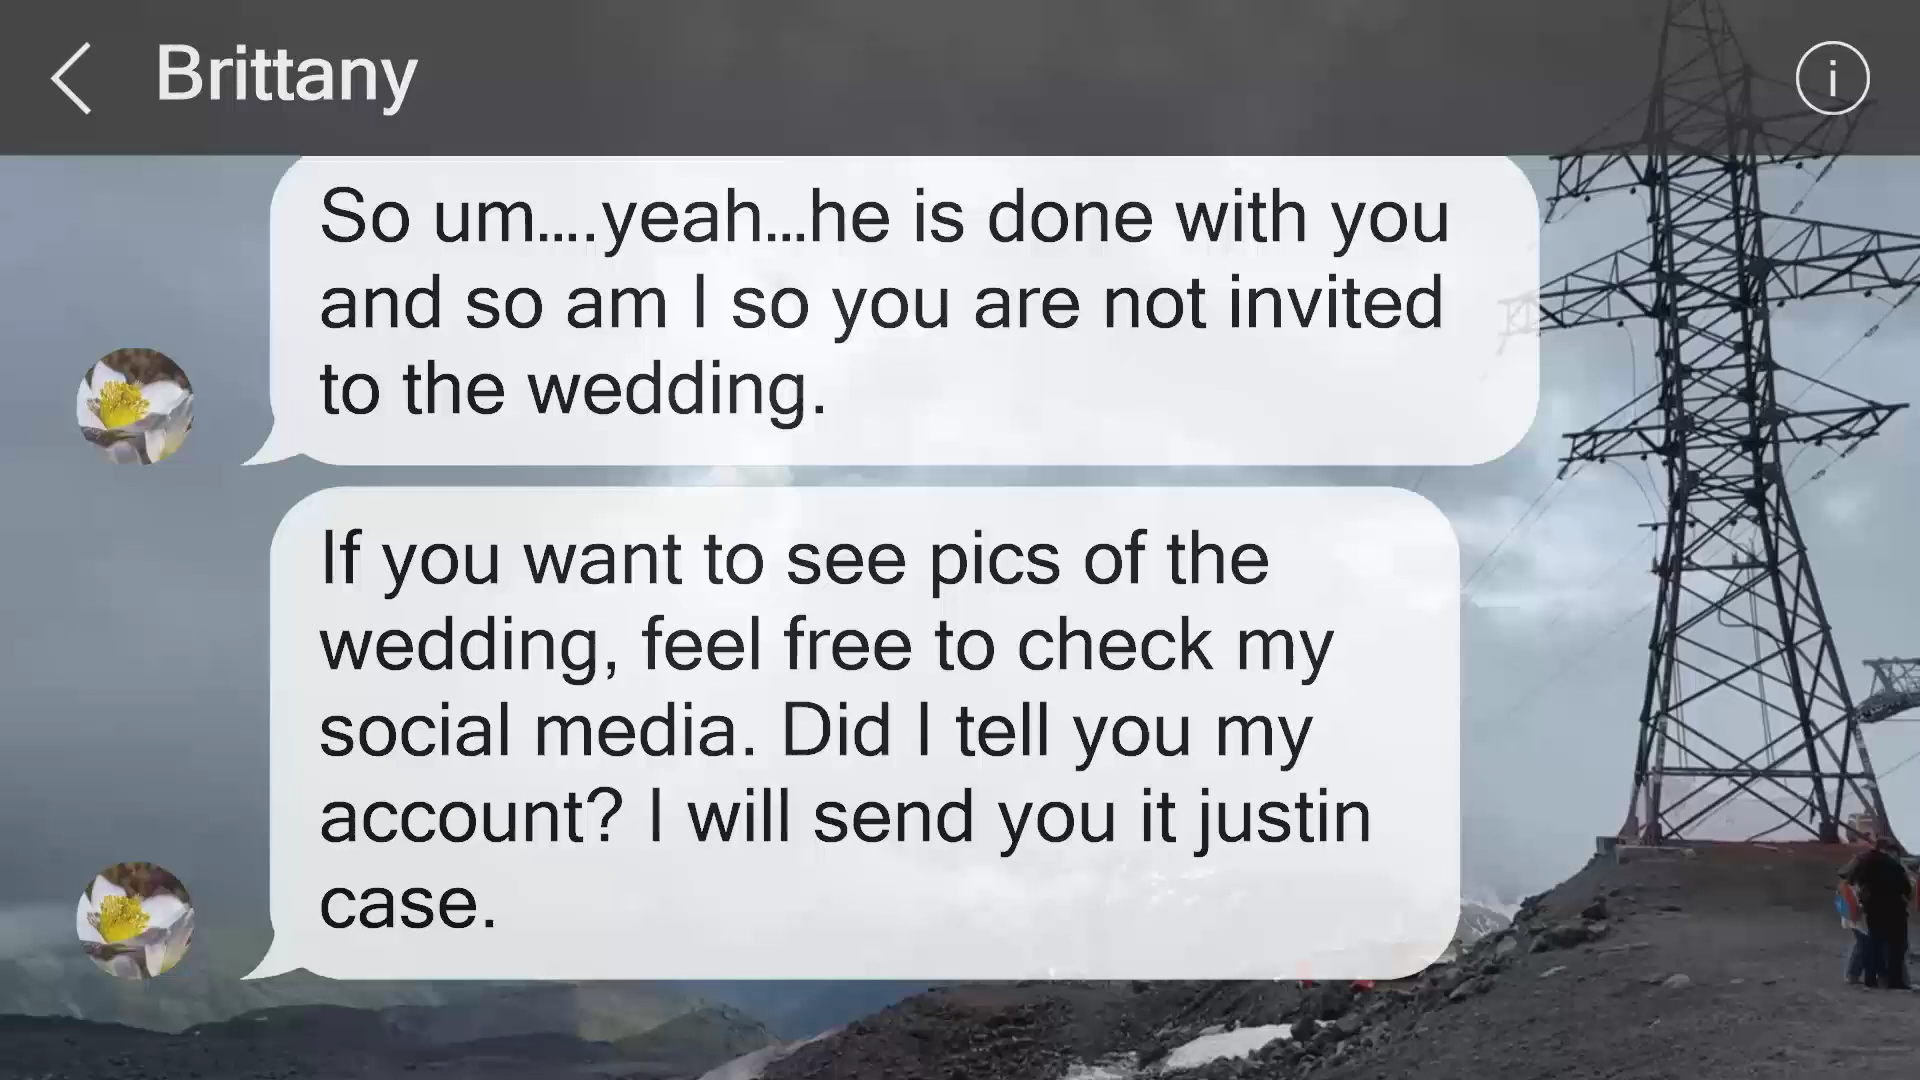 Brittany
i
So um....yeah...he is done with you
and so am I so you are not invited
to the wedding.
If you want to see pics of the
wedding, feel free to check my
social media. Did I tell you my
account? I will send you it justin
case.